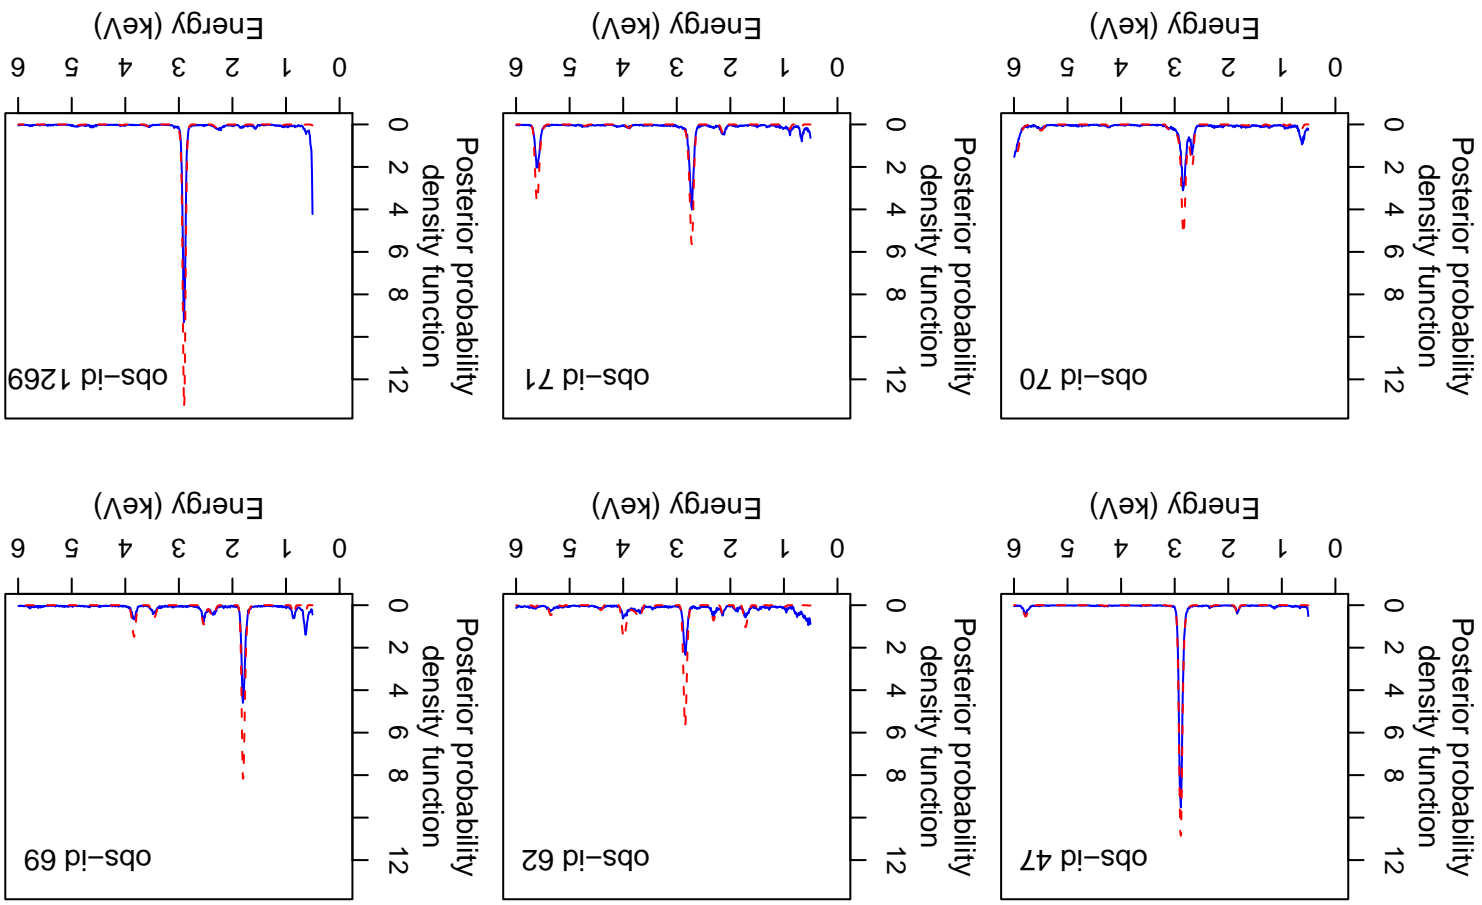 obs−id 47
Posterior probability
density function
0 2 4 6 8 12
0 1 2 3 4 5 6
Energy (keV)
obs−id 62
Posterior probability
density function
0 2 4 6 8 12
0 1 2 3 4 5 6
Energy (keV)
obs−id 69
Posterior probability
density function
0 2 4 6 8 12
0 1 2 3 4 5 6
Energy (keV)
obs−id 70
Posterior probability
density function
0 2 4 6 8 12
0 1 2 3 4 5 6
Energy (keV)
obs−id 71
Posterior probability
density function
0 2 4 6 8 12
0 1 2 3 4 5 6
Energy (keV)
obs−id 1269
Posterior probability
density function
0 2 4 6 8 12
0 1 2 3 4 5 6
Energy (keV)